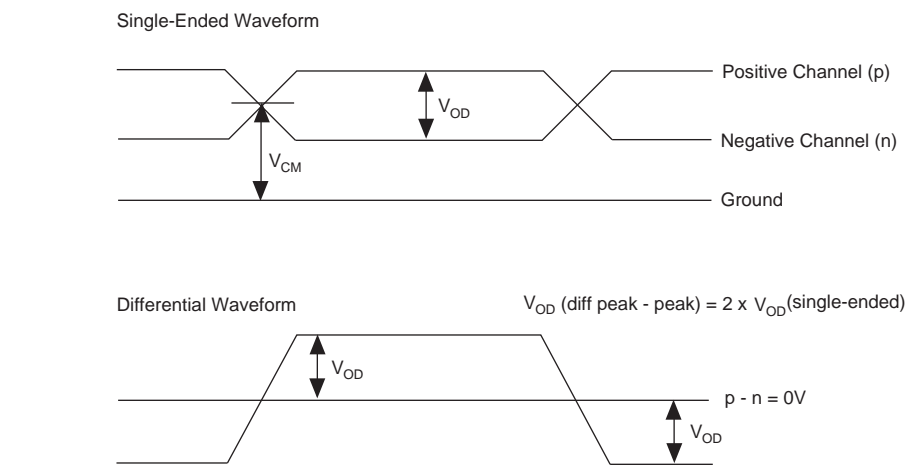 Single-Ended Waveform
Positive Channel (p)
VOD
Negative Channel (n)
VCM
Ground
Differential Waveform
VOD (diff peak - peak) = 2 x VOD(single-ended)
VOD
p - n = 0V
VOD